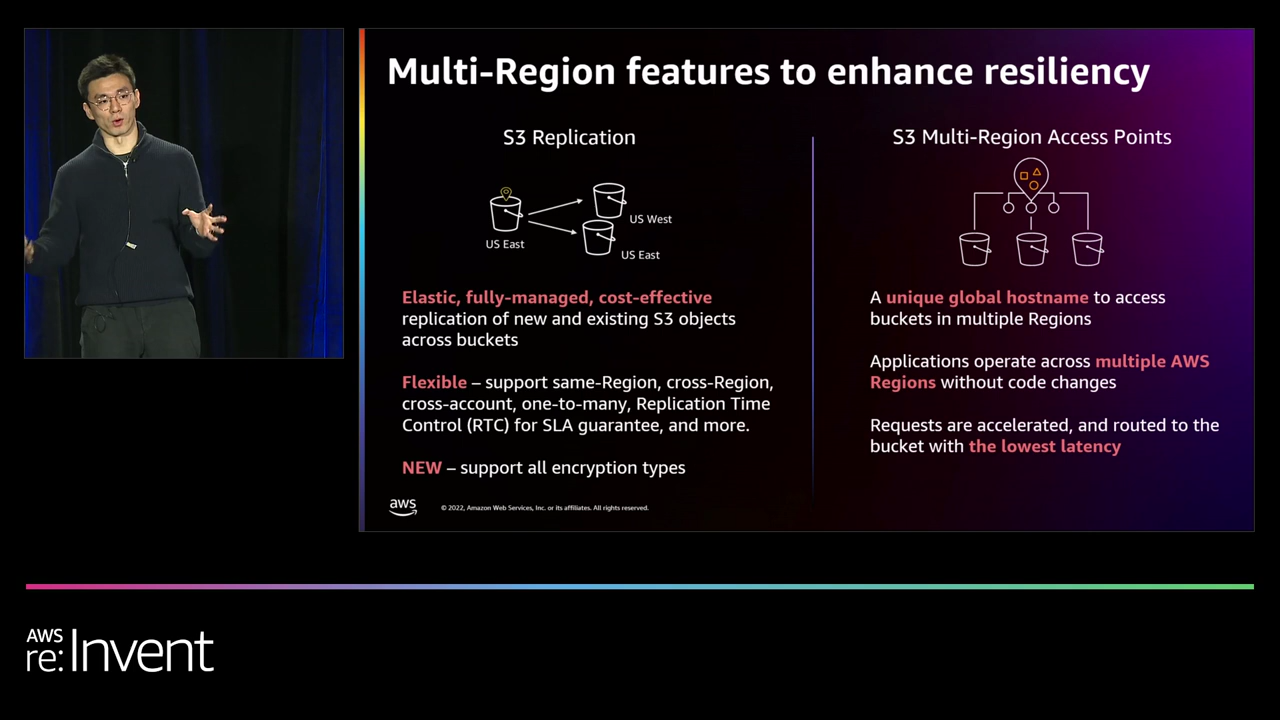 Multi-Region features to enhance resiliency
S3 Replication
US East
US West
US East
Elastic, fully-managed, cost-effective
replication of new and existing S3 objects
across buckets
Flexible – support same-Region, cross-Region,
cross-account, one-to-many, Replication Time
Control (RTC) for SLA guarantee, and more.
NEW – support all encryption types
S3 Multi-Region Access Points
A unique global hostname to access
buckets in multiple Regions
Applications operate across multiple AWS
Regions without code changes
Requests are accelerated, and routed to the
bucket with the lowest latency
aws
© 2022, Amazon Web Services, Inc. or its affiliates. All rights reserved.
AWS
re:Invent